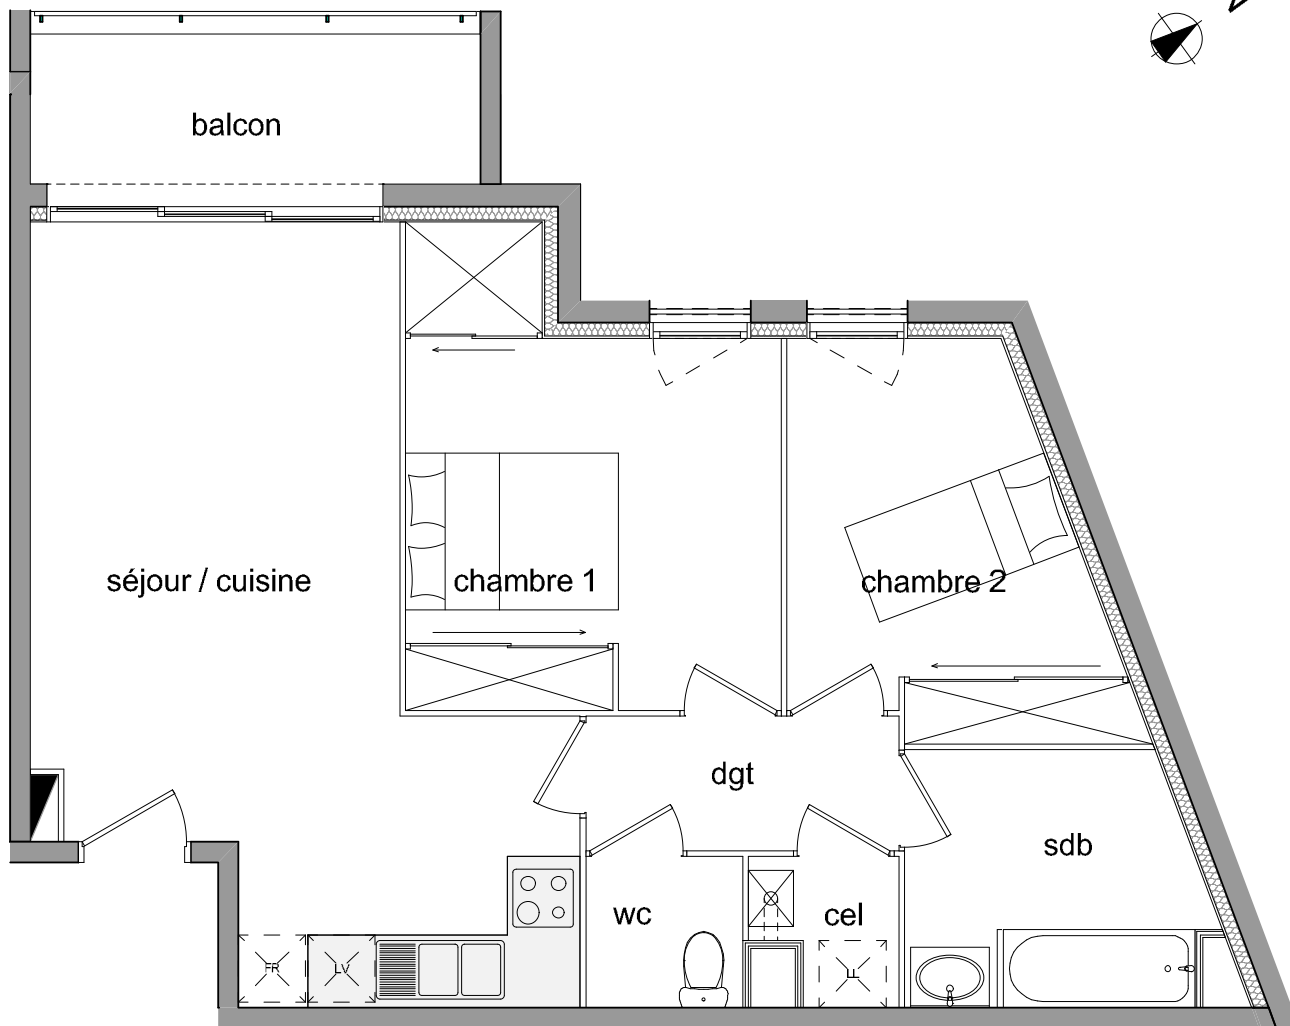 balcon
séjour / cuisine
chambre 1
chambre 2
dgt
sdb
wc
cel
FR
LV
LL